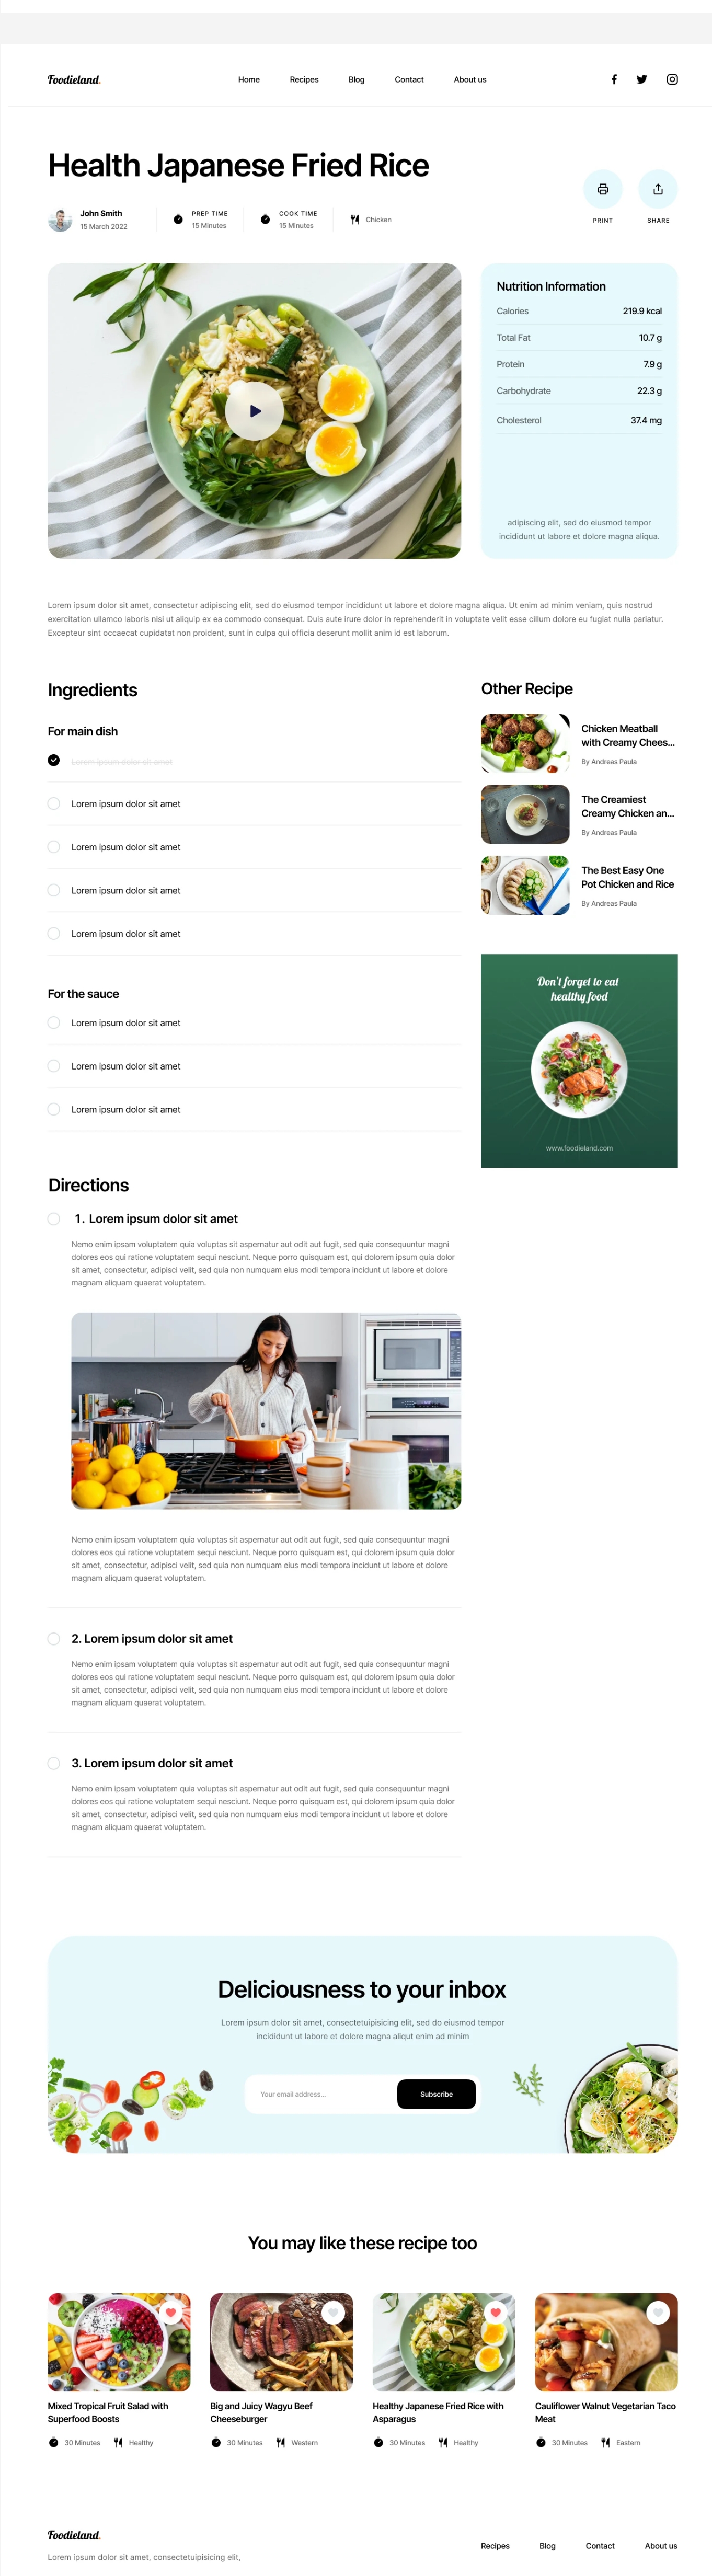 Foodieland.
Home Recipes Blog Contact About us
Health Japanese Fried Rice
John Smith
15 March 2022
PREP TIME
15 Minutes
COOK TIME
15 Minutes
Chicken
PRINT
SHARE
Nutrition Information
Calories 219.9 kcal
Total Fat 10.7 g
Protein 7.9 g
Carbohydrate 22.3 g
Cholesterol 37.4 mg
adipiscing elit, sed do eiusmod tempor
incididunt ut labore et dolore magna aliqua.
Lorem ipsum dolor sit amet, consectetur adipiscing elit, sed do eiusmod tempor incididunt ut labore et dolore magna aliqua. Ut enim ad minim veniam, quis nostrud
exercitation ullamco laboris nisi ut aliquip ex ea commodo consequat. Duis aute irure dolor in reprehenderit in voluptate velit esse cillum dolore eu fugiat nulla pariatur.
Excepteur sint occaecat cupidatat non proident, sunt in culpa qui officia deserunt mollit anim id est laborum.
Ingredients
For main dish
Lorem ipsum dolor sit amet
Lorem ipsum dolor sit amet
Lorem ipsum dolor sit amet
Lorem ipsum dolor sit amet
Lorem ipsum dolor sit amet
For the sauce
Lorem ipsum dolor sit amet
Lorem ipsum dolor sit amet
Lorem ipsum dolor sit amet
Other Recipe
Chicken Meatball
with Creamy Chees...
By Andreas Paula
The Creamiest
Creamy Chicken an...
By Andreas Paula
The Best Easy One
Pot Chicken and Rice
By Andreas Paula
Don't forget to eat
healthy food
www.foodieland.com
Directions
1. Lorem ipsum dolor sit amet
Nemo enim ipsam voluptatem quia voluptas sit aspernatur aut odit aut fugit, sed quia consequuntur magni
dolores eos qui ratione voluptatem sequi nesciunt. Neque porro quisquam est, qui dolorem ipsum quia dolor
sit amet, consectetur, adipisci velit, sed quia non numquam eius modi tempora incidunt ut labore et dolore
magnam aliquam quaerat voluptatem.
Nemo enim ipsam voluptatem quia voluptas sit aspernatur aut odit aut fugit, sed quia consequuntur magni
dolores eos qui ratione voluptatem sequi nesciunt. Neque porro quisquam est, qui dolorem ipsum quia dolor
sit amet, consectetur, adipisci velit, sed quia non numquam eius modi tempora incidunt ut labore et dolore
magnam aliquam quaerat voluptatem.
2. Lorem ipsum dolor sit amet
Nemo enim ipsam voluptatem quia voluptas sit aspernatur aut odit aut fugit, sed quia consequuntur magni
dolores eos qui ratione voluptatem sequi nesciunt. Neque porro quisquam est, qui dolorem ipsum quia dolor
sit amet, consectetur, adipisci velit, sed quia non numquam eius modi tempora incidunt ut labore et dolore
magnam aliquam quaerat voluptatem.
3. Lorem ipsum dolor sit amet
Nemo enim ipsam voluptatem quia voluptas sit aspernatur aut odit aut fugit, sed quia consequuntur magni
dolores eos qui ratione voluptatem sequi nesciunt. Neque porro quisquam est, qui dolorem ipsum quia dolor
sit amet, consectetur, adipisci velit, sed quia non numquam eius modi tempora incidunt ut labore et dolore
magnam aliquam quaerat voluptatem.
Deliciousness to your inbox
Lorem ipsum dolor sit amet, consectetuipisicing elit, sed do eiusmod tempor
incididunt ut labore et dolore magna aliqut enim ad minim
Your email address...
Subscribe
You may like these recipe too
Mixed Tropical Fruit Salad with
Superfood Boosts
30 Minutes Healthy
Big and Juicy Wagyu Beef
Cheeseburger
30 Minutes Western
Healthy Japanese Fried Rice with
Asparagus
30 Minutes Healthy
Cauliflower Walnut Vegetarian Taco
Meat
30 Minutes Eastern
Foodieland.
Lorem ipsum dolor sit amet, consectetuipisicing elit,
Recipes Blog Contact About us